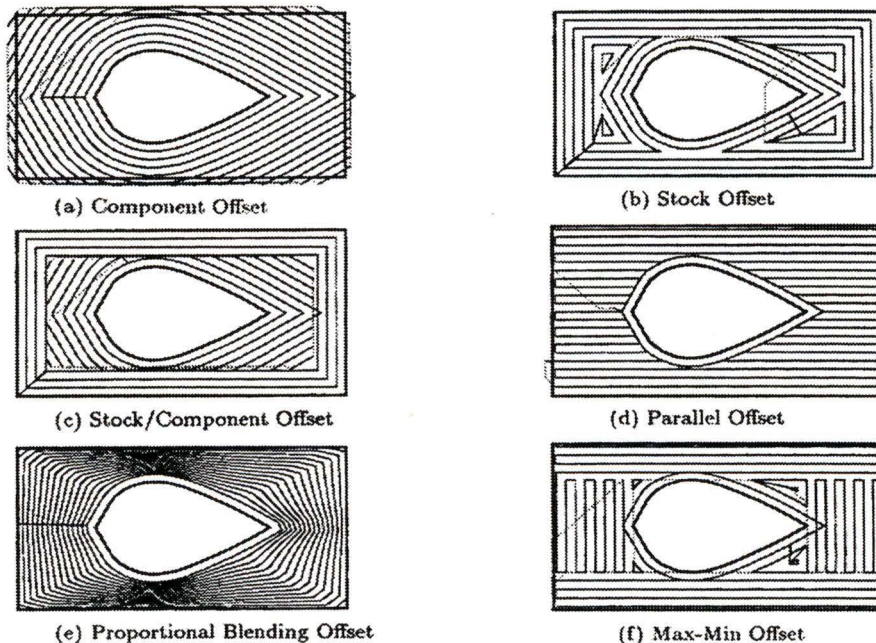 (a) Component Offset
(b) Stock Offset
(c) Stock/Component Offset
(d) Parallel Offset
(e) Proportional Blending Offset
(f) Max-Min Offset